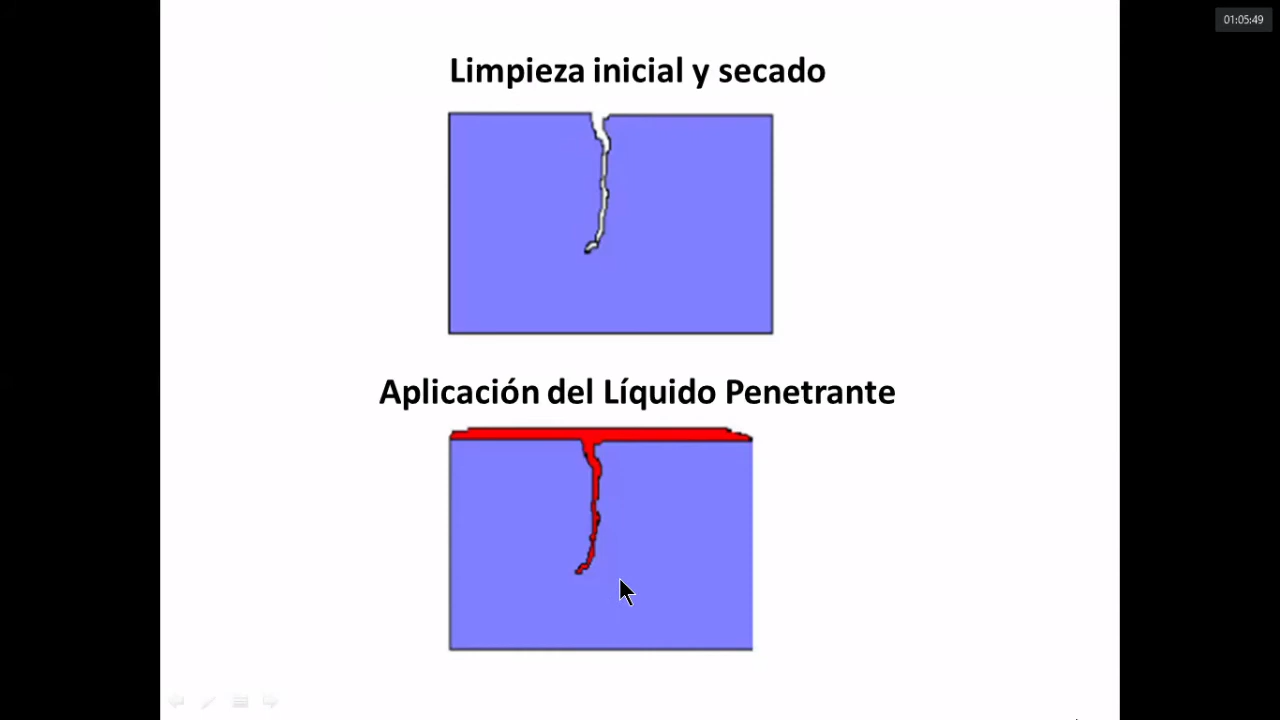 01:05:49
Limpieza inicial y secado
Aplicación del Líquido Penetrante